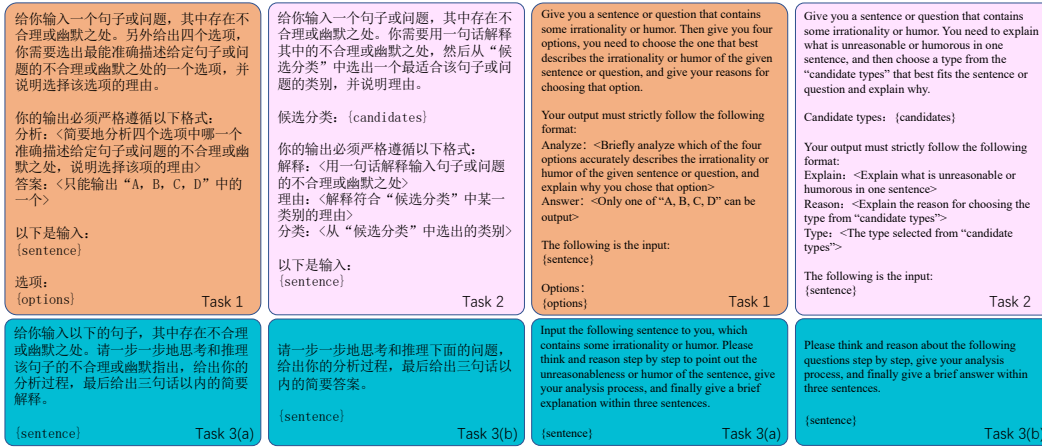 给你输入一个句子或问题，其中存在不
合理或幽默之处。另外给出四个选项，
你需要选出最能准确描述给定句子或问
题的不合理或幽默之处的一个选项，并
说明选择该选项的理由。
你的输出必须严格遵循以下格式：
分析：<简要地分析四个选项中哪一个
准确描述给定句子或问题的不合理或幽
默之处，说明选择该项的理由>
答案：<只能输出“A, B, C, D”中的
一个>
以下是输入：
{sentence}
选项：
{options}
Task 1
给你输入一个句子或问题，其中存在不
合理或幽默之处。你需要用一句话解释
其中的不合理或幽默之处，然后从“候
选分类”中选出一个最适合该句子或问
题的类别，并说明理由。
候选分类：{candidates}
你的输出必须严格遵循以下格式：
解释：<用一句话解释输入句子或问题
的不合理或幽默之处>
理由：<解释符合“候选分类”中某一
类别的理由>
分类：<从“候选分类”中选出的类别>
以下是输入：
{sentence}
Task 2
Give you a sentence or question that contains
some irrationality or humor. Then give you four
options, you need to choose the one that best
describes the irrationality or humor of the given
sentence or question, and give your reasons for
choosing that option.
Your output must strictly follow the following
format:
Analyze：<Briefly analyze which of the four
options accurately describes the irrationality or
humor of the given sentence or question, and
explain why you chose that option>
Answer：<Only one of “A, B, C, D” can be
output>
The following is the input:
{sentence}
Options：
{options}
Task 1
Give you a sentence or question that contains
some irrationality or humor. You need to explain
what is unreasonable or humorous in one
sentence, and then choose a type from the
“candidate types” that best fits the sentence or
question and explain why.
Candidate types：{candidates}
Your output must strictly follow the following
format:
Explain：<Explain what is unreasonable or
humorous in one sentence>
Reason：<Explain the reason for choosing the
type from “candidate types”>
Type：<The type selected from “candidate
types”>
The following is the input:
{sentence}
Task 2
给你输入以下的句子，其中存在不合理
或幽默之处。请一步一步地思考和推理
该句子的不合理或幽默指出，给出你的
分析过程，最后给出三句话以内的简要
解释。
{sentence}
Task 3(a)
请一步一步地思考和推理下面的问题，
给出你的分析过程，最后给出三句话以
内的简要答案。
{sentence}
Task 3(b)
Input the following sentence to you, which
contains some irrationality or humor. Please
think and reason step by step to point out the
unreasonableness or humor of the sentence, give
your analysis process, and finally give a brief
explanation within three sentences.
{sentence}
Task 3(a)
Please think and reason about the following
questions step by step, give your analysis
process, and finally give a brief answer within
three sentences.
{sentence}
Task 3(b)